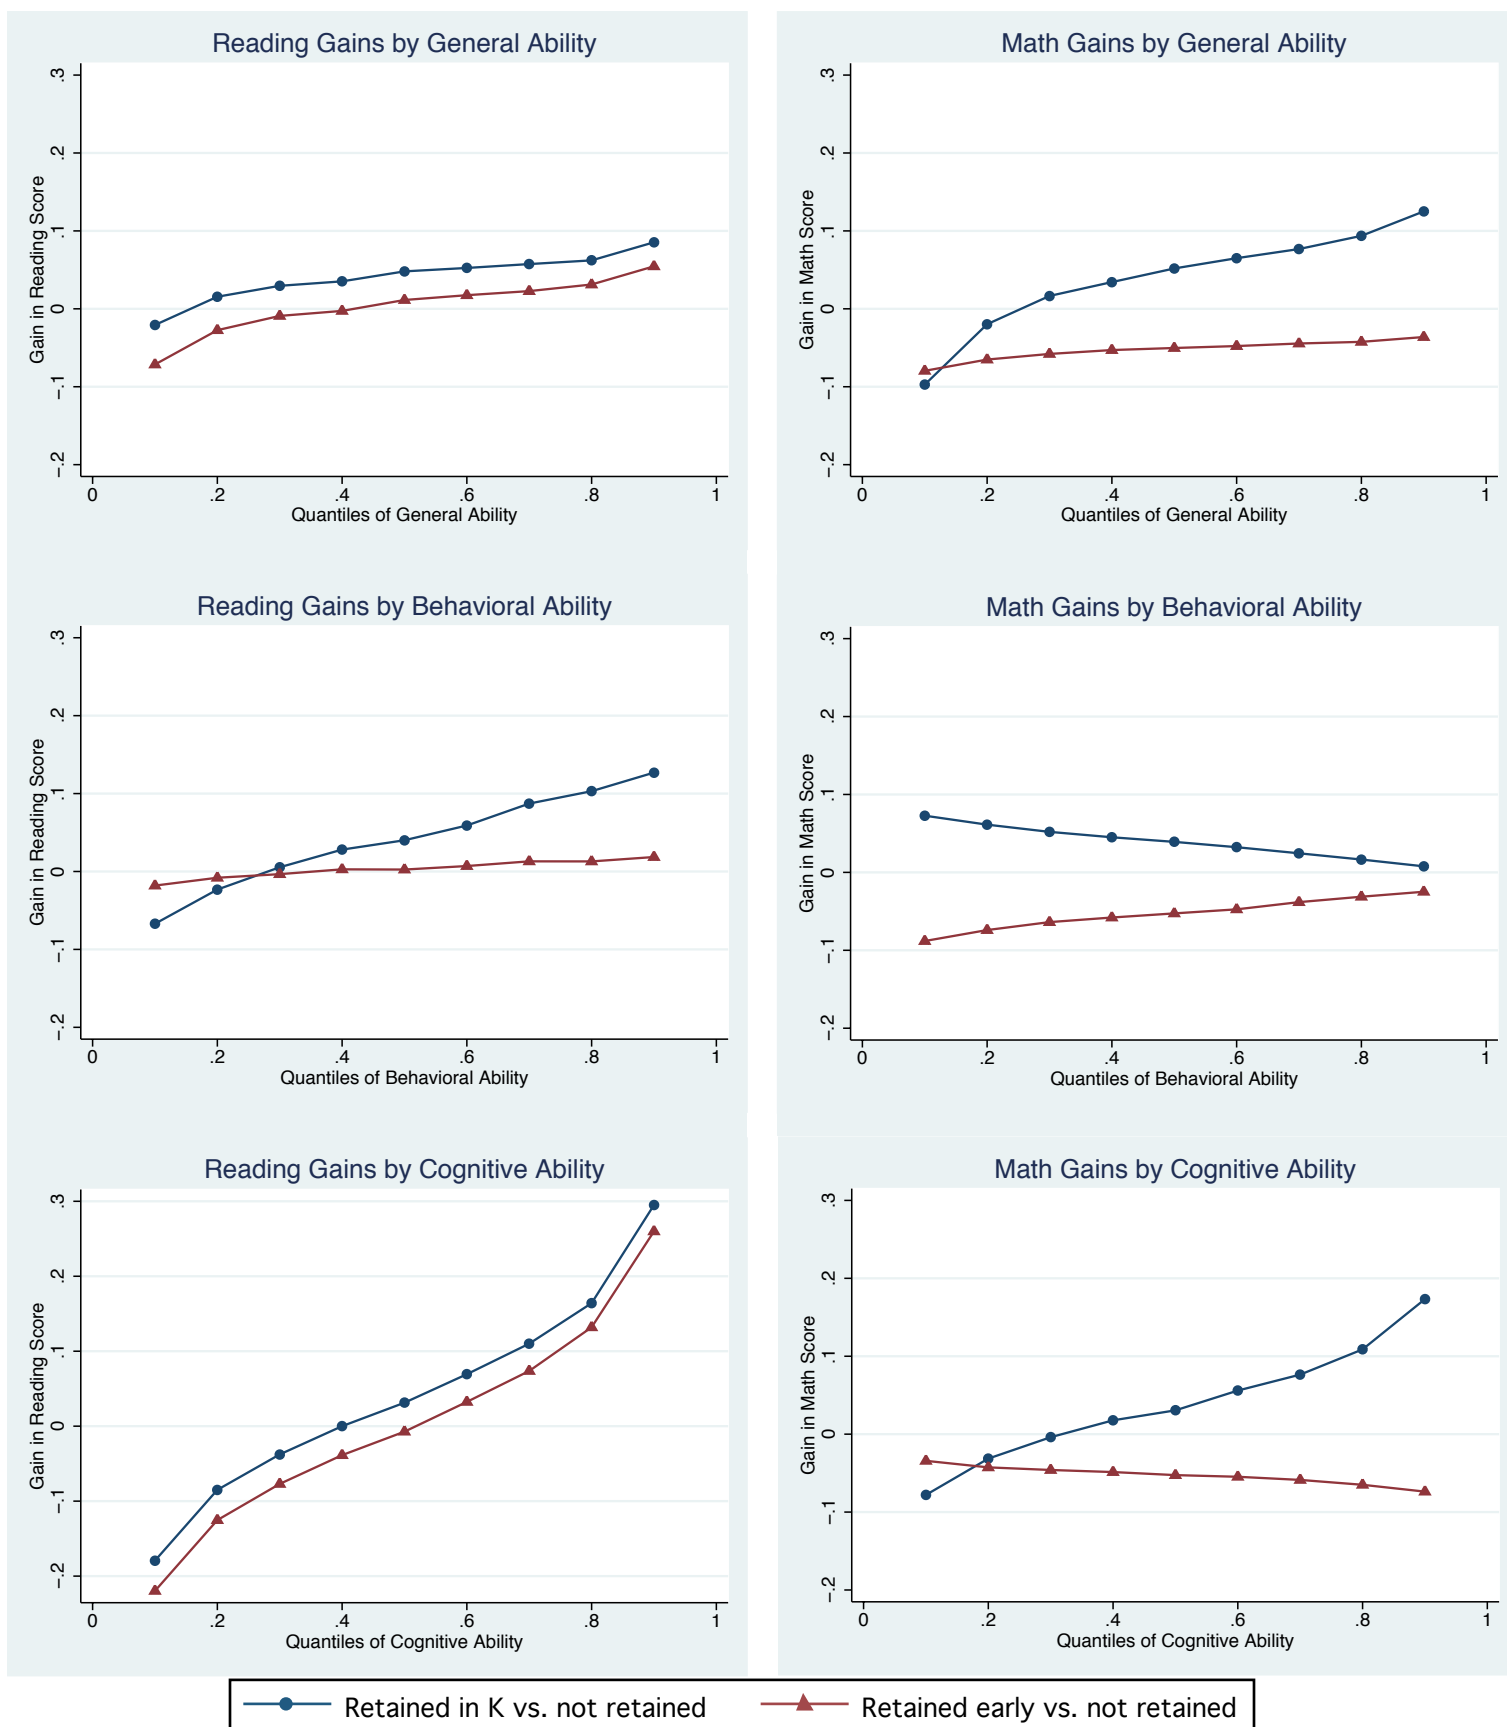 Reading Gains by General Ability
Gain in Reading Score
.3
.2
.1
0
−.1
−.2
0 .2 .4 .6 .8 1
Quantiles of General Ability
Math Gains by General Ability
Gain in Math Score
.3
.2
.1
0
−.1
−.2
0 .2 .4 .6 .8 1
Quantiles of General Ability
Reading Gains by Behavioral Ability
Gain in Reading Score
.3
.2
.1
0
−.1
−.2
0 .2 .4 .6 .8 1
Quantiles of Behavioral Ability
Math Gains by Behavioral Ability
Gain in Math Score
.3
.2
.1
0
−.1
−.2
0 .2 .4 .6 .8 1
Quantiles of Behavioral Ability
Reading Gains by Cognitive Ability
Gain in Reading Score
.3
.2
.1
0
−.1
−.2
0 .2 .4 .6 .8 1
Quantiles of Cognitive Ability
Math Gains by Cognitive Ability
Gain in Math Score
.3
.2
.1
0
−.1
−.2
0 .2 .4 .6 .8 1
Quantiles of Cognitive Ability
Retained in K vs. not retained
Retained early vs. not retained